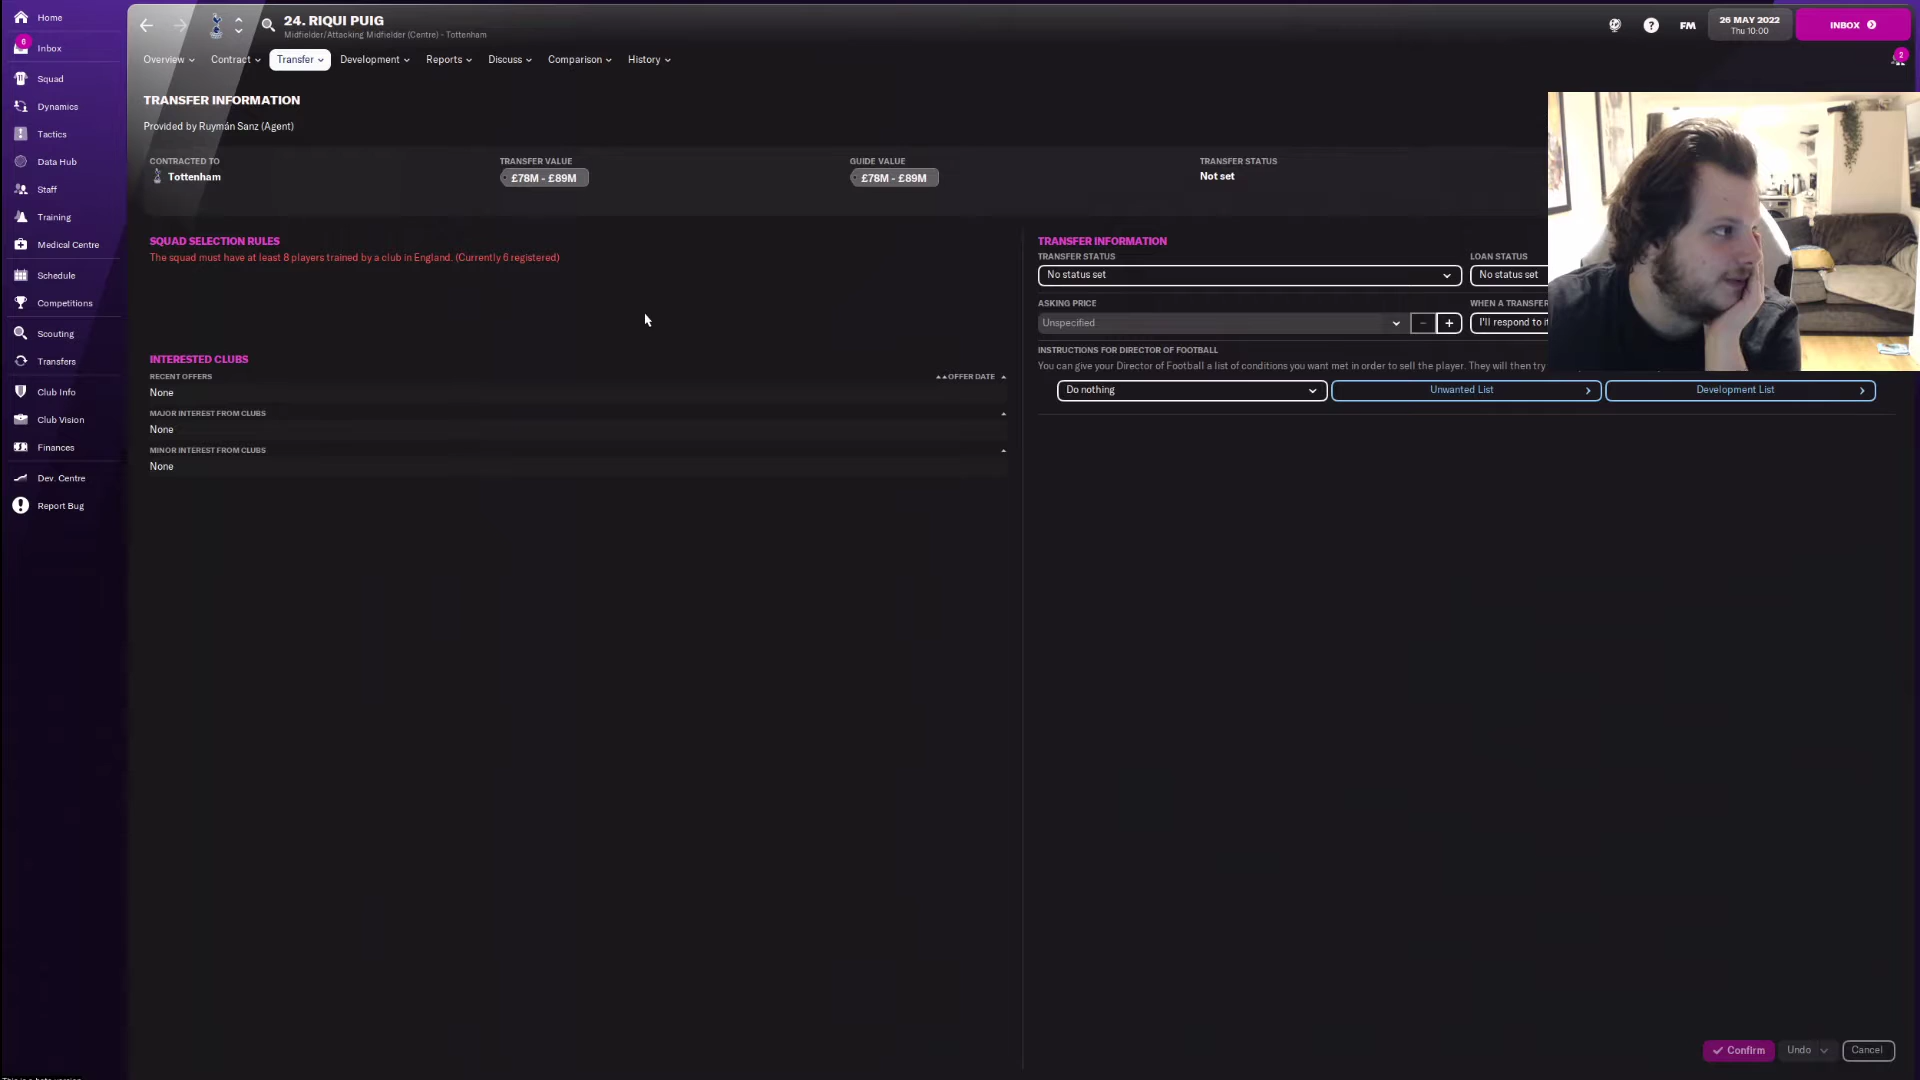 Home
6
Inbox
Squad
Dynamics
Tactics
Data Hub
Staff
Training
Medical Centre
Schedule
Competitions
Scouting
Transfers
Club Info
Club Vision
Finances
Dev. Centre
Report Bug
24. RIQUI PUIG
Midfielder/Attacking Midfielder (Centre) - Tottenham
FM
26 MAY 2022
Thu 10:00
INBOX
2
Overview
Contract
Transfer
Development
Reports
Discuss
Comparison
History
TRANSFER INFORMATION
Provided by Ruymán Sanz (Agent)
CONTRACTED TO
Tottenham
TRANSFER VALUE
£78M - £89M
GUIDE VALUE
£78M - £89M
TRANSFER STATUS
Not set
SQUAD SELECTION RULES
The squad must have at least 8 players trained by a club in England. (Currently 6 registered)
INTERESTED CLUBS
RECENT OFFERS
OFFER DATE
None
MAJOR INTEREST FROM CLUBS
None
MINOR INTEREST FROM CLUBS
None
TRANSFER INFORMATION
TRANSFER STATUS
No status set
LOAN STATUS
No status set
ASKING PRICE
Unspecified
WHEN A TRANSFER
I'll respond to
INSTRUCTIONS FOR DIRECTOR OF FOOTBALL
You can give your Director of Football a list of conditions you want met in order to sell the player. They will then try
Do nothing
Unwanted List
Development List
Confirm
Undo
Cancel